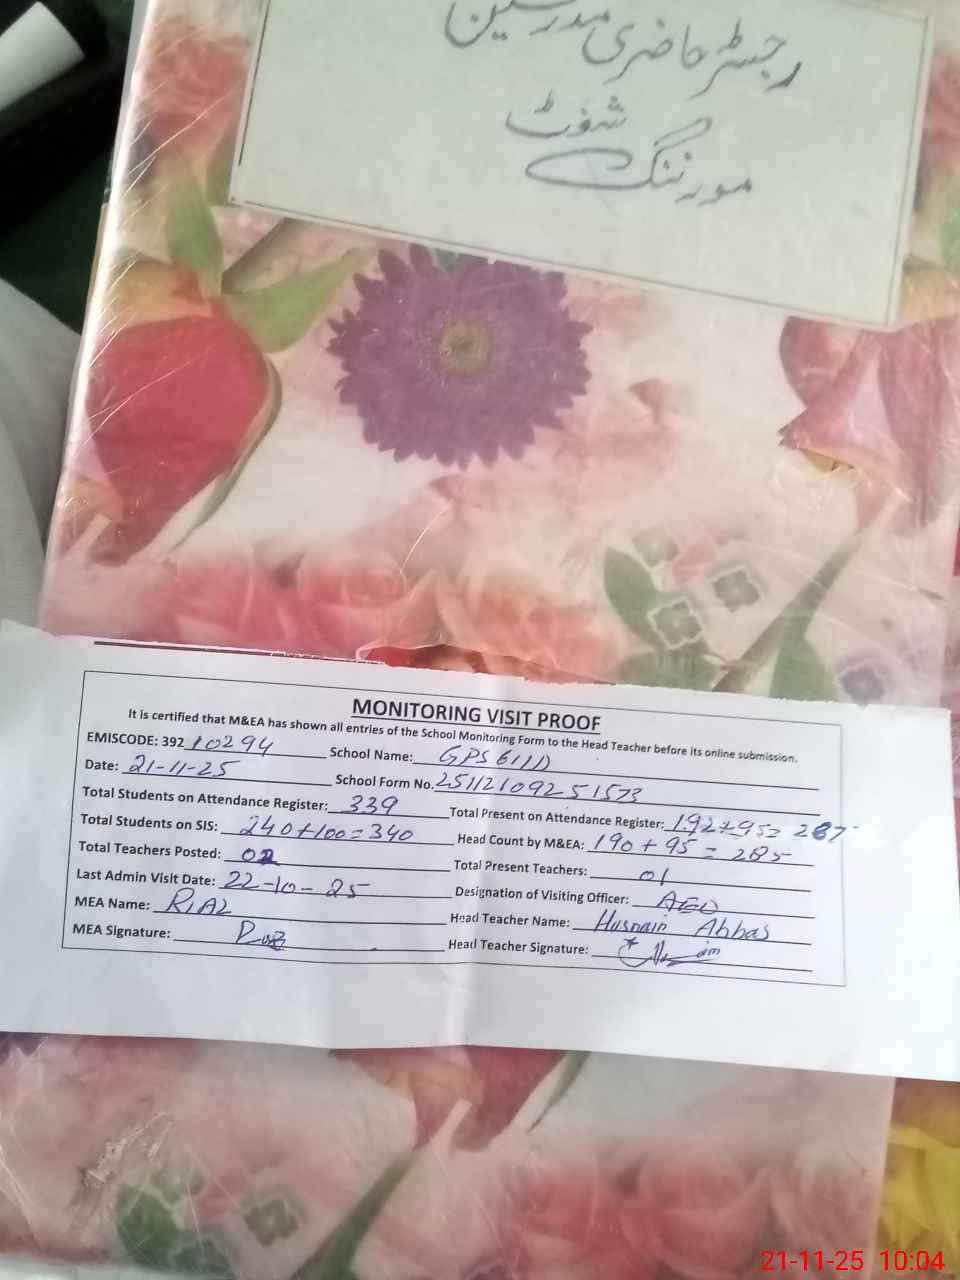 رجسٹر حاضری مدرسین
شفٹ
مورننگ
MONITORING VISIT PROOF
It is certified that M&EA has shown all entries of the School Monitoring Form to the Head Teacher before its online submission.
EMISCODE: 392 10294 School Name: GPS 611D
Date: 21-11-25 School Form No. 25112109251573
Total Students on Attendance Register: 339 Total Present on Attendance Register: 192+95= 287
Total Students on SIS: 240+100=340 Head Count by M&EA: 190+95=285
Total Teachers Posted: 02 Total Present Teachers: 01
Last Admin Visit Date: 22-10-25 Designation of Visiting Officer: AEO
MEA Name: RIAZ Head Teacher Name: Husnain Abbas
MEA Signature: Head Teacher Signature:
21-11-25 10:04